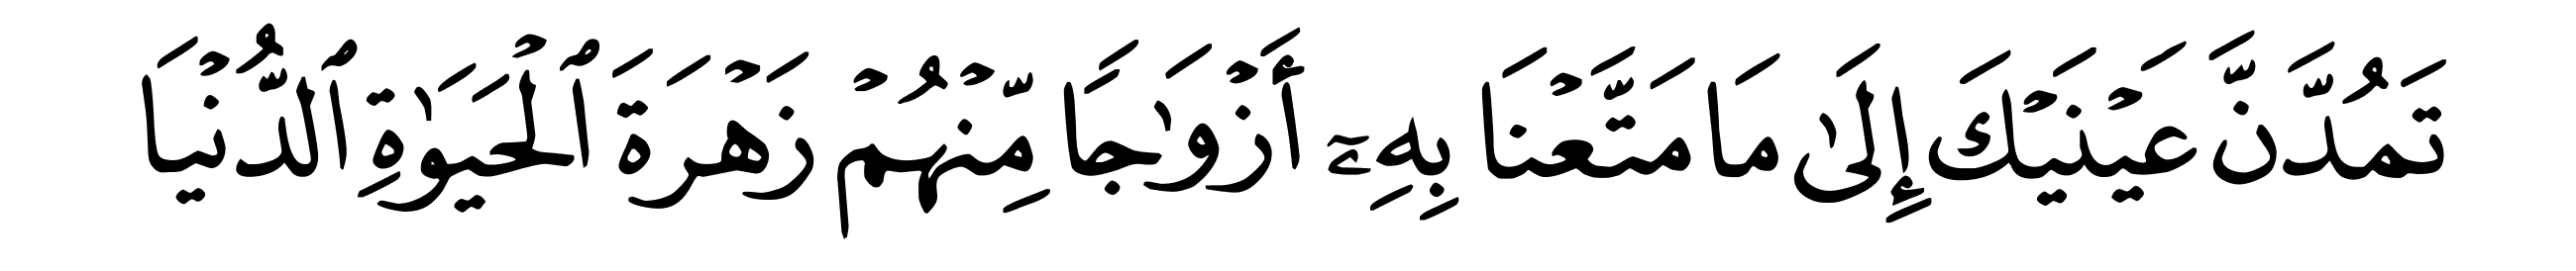 تَمُدَّنَّ عَيۡنَيۡكَ إِلَىٰ مَا مَتَّعۡنَا بِهِۦٓ أَزۡوَٰجٗا مِّنۡهُمۡ زَهۡرَةَ ٱلۡحَيَوٰةِ ٱلدُّنۡيَا